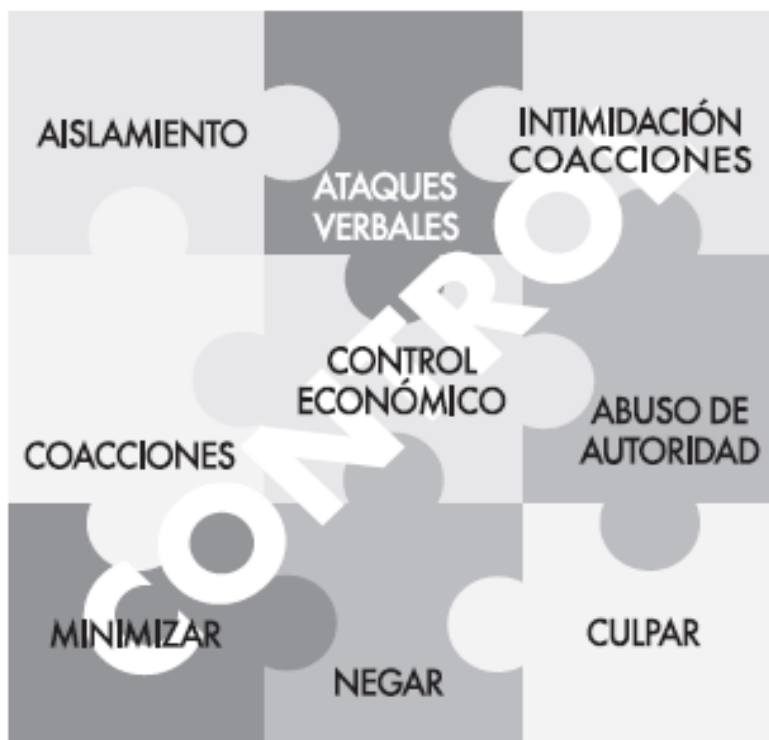 AISLAMIENTO
ATAQUES
VERBALES
INTIMIDACIÓN
COACCIONES
CONTROL
COACCIONES
CONTROL
ECONÓMICO
ABUSO DE
AUTORIDAD
MINIMIZAR
NEGAR
CULPAR